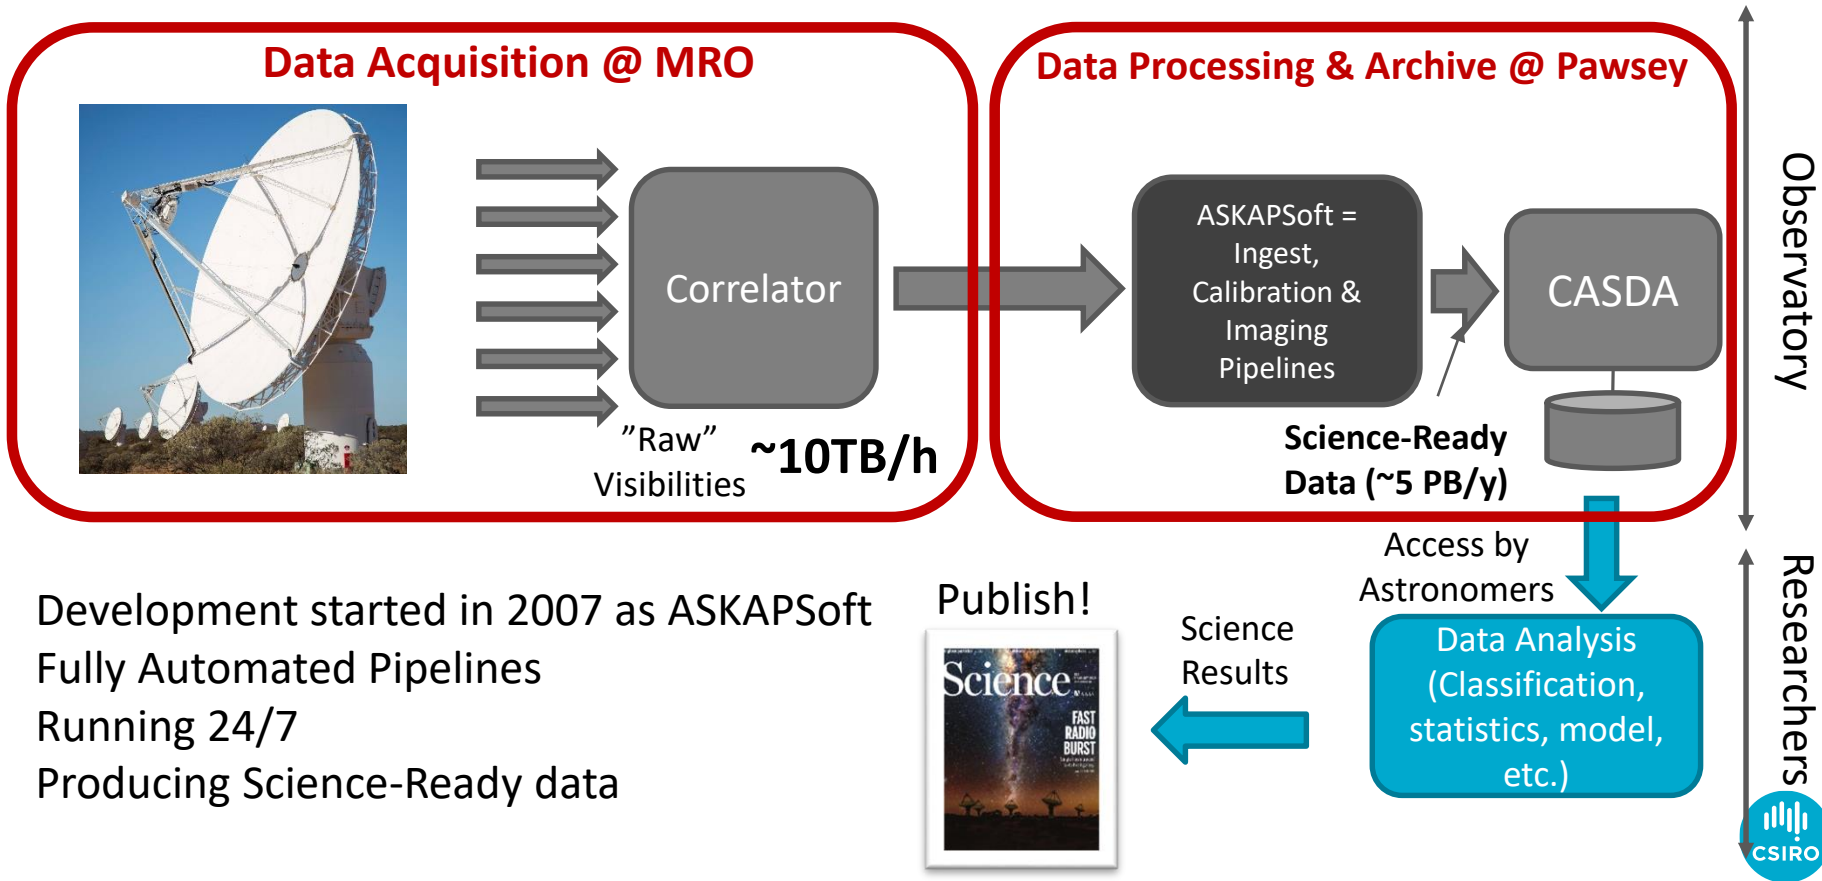 Data Acquisition @ MRO
Data Processing & Archive @ Pawsey
Correlator
”Raw”
Visibilities
~10TB/h
ASKAPSoft =
Ingest,
Calibration &
Imaging
Pipelines
CASDA
Science-Ready
Data (~5 PB/y)
Observatory
Access by
Astronomers
Researchers
Data Analysis
(Classification,
statistics, model,
etc.)
Science
Results
Publish!
Science
FAST
RADIO
BURST
Development started in 2007 as ASKAPSoft
Fully Automated Pipelines
Running 24/7
Producing Science-Ready data
CSIRO